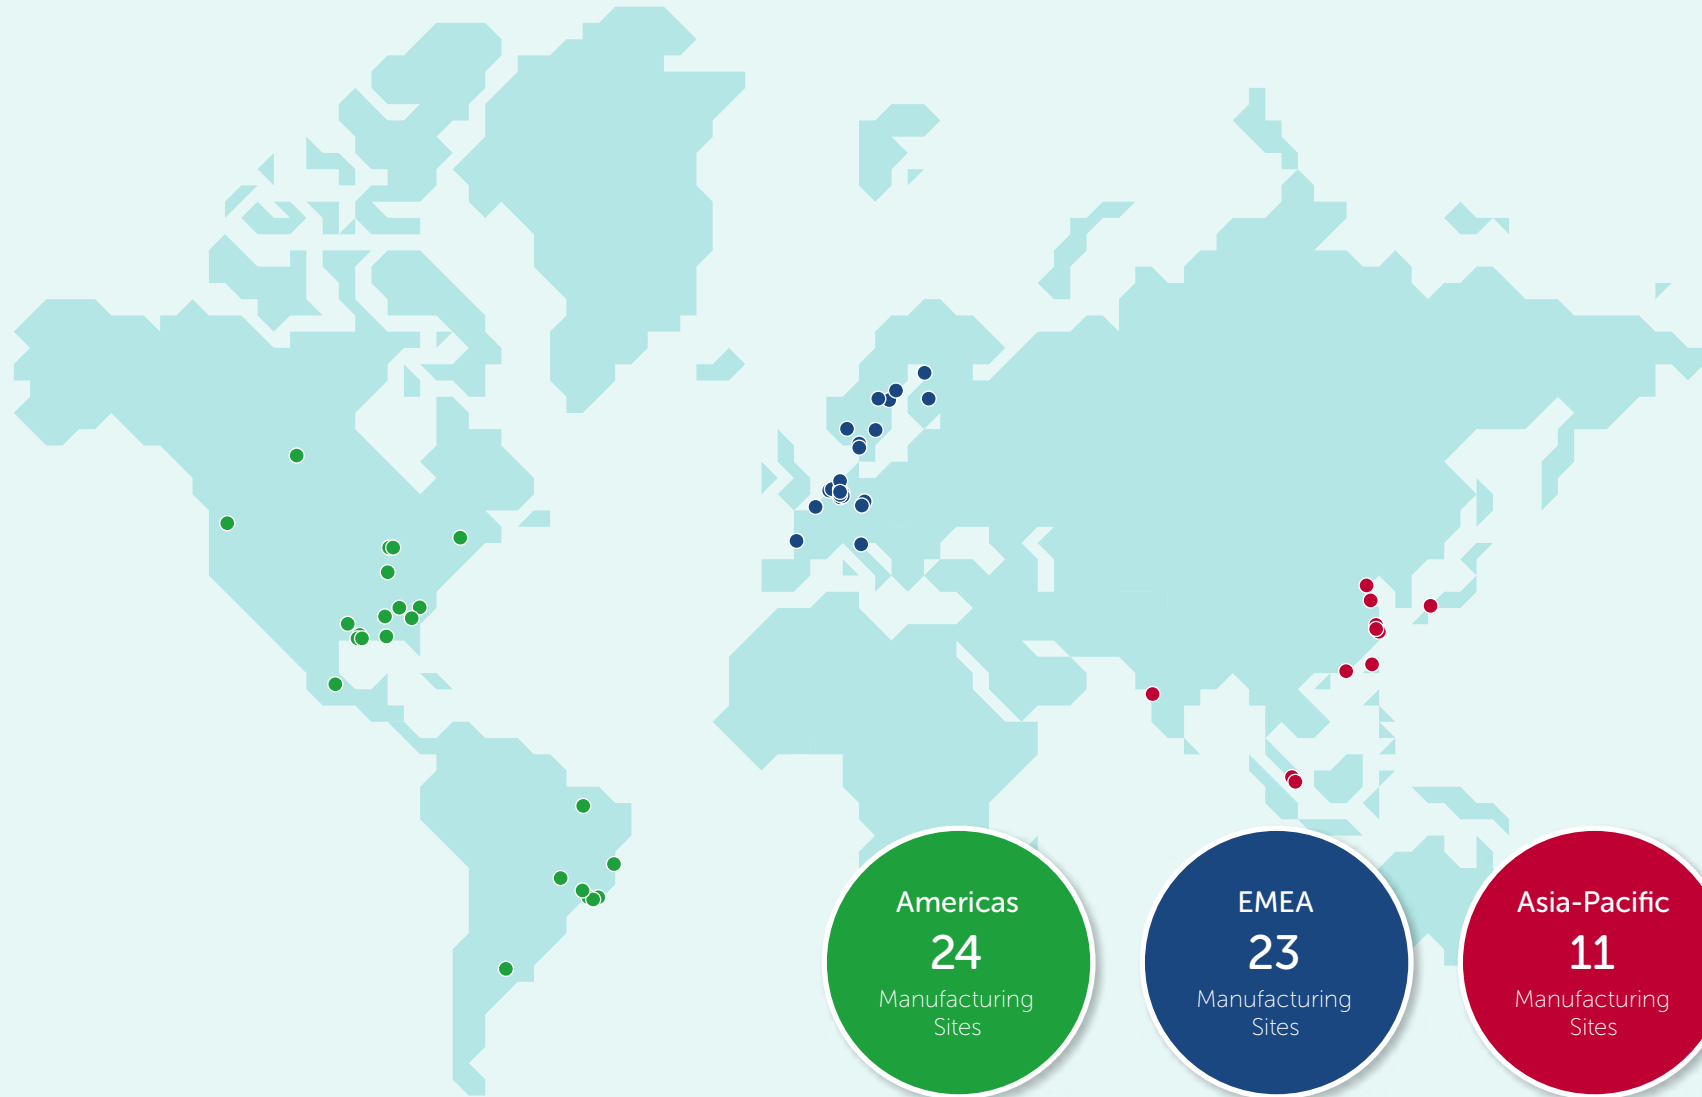 Americas
24
Manufacturing
Sites
EMEA
23
Manufacturing
Sites
Asia-Pacific
11
Manufacturing
Sites